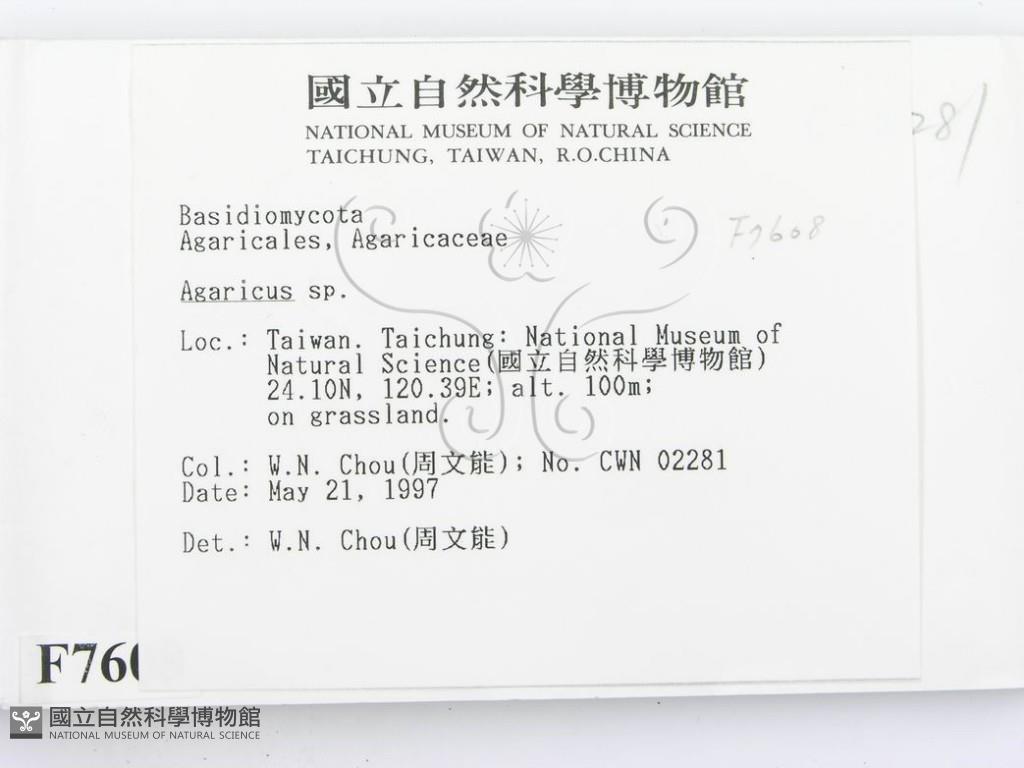 國立自然科學博物館
NATIONAL MUSEUM OF NATURAL SCIENCE
TAICHUNG, TAIWAN, R.O.CHINA
281
Basidiomycota
Agaricales, Agaricaceae
F7608
Agaricus sp.
Loc.: Taiwan. Taichung: National Museum of
Natural Science(國立自然科學博物館)
24.10N, 120.39E; alt. 100m;
on grassland.
Col.: W.N. Chou(周文能); No. CWN 02281
Date: May 21, 1997
Det.: W.N. Chou(周文能)
F760
國立自然科學博物館
NATIONAL MUSEUM OF NATURAL SCIENCE